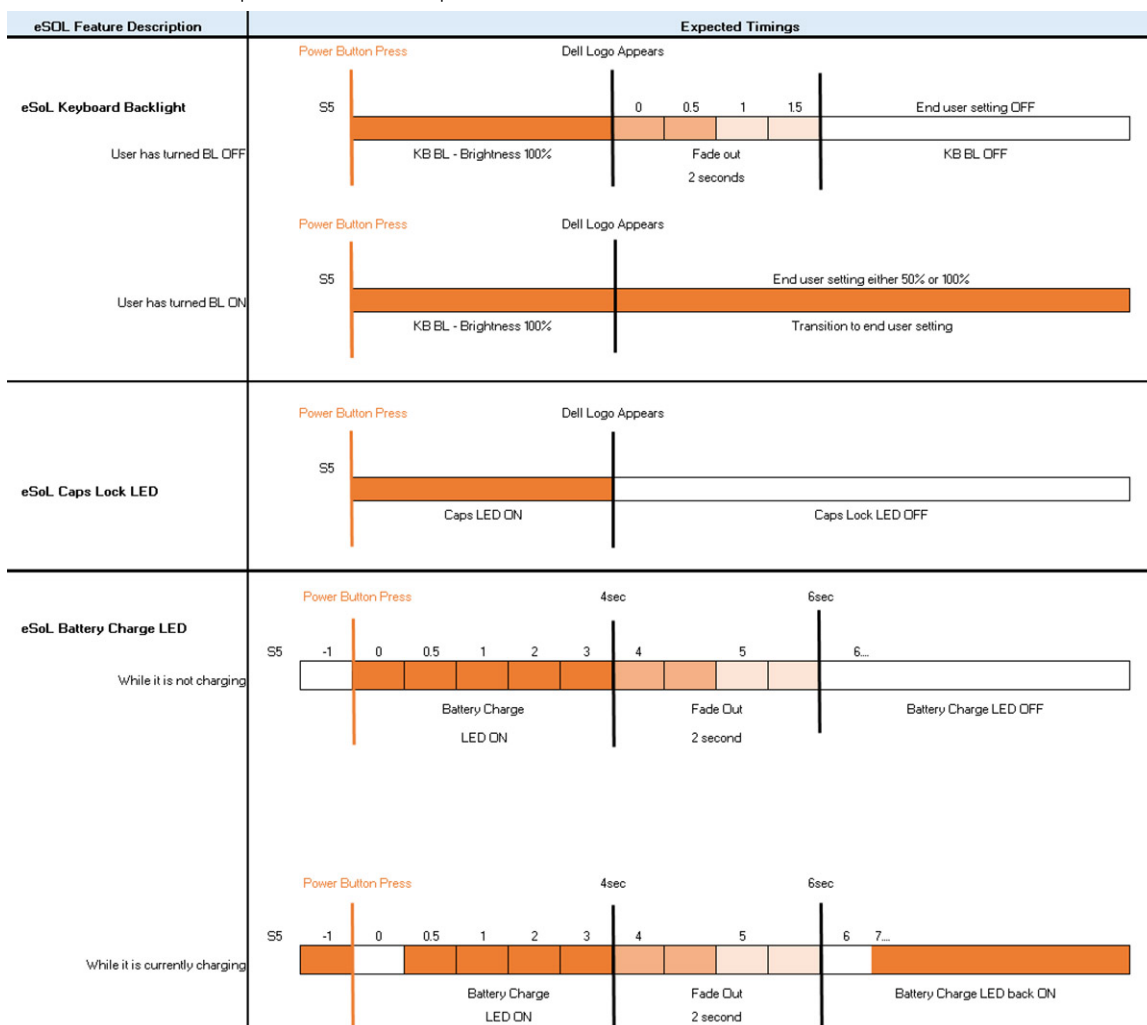 eSOL Feature Description
Expected Timings
Power Button Press
Dell Logo Appears
eSoL Keyboard Backlight
S5
0 0.5 1 1.5
End user setting OFF
User has turned BL OFF
KB BL - Brightness 100%
Fade out
KB BL OFF
2 seconds
Power Button Press
Dell Logo Appears
S5
End user setting either 50% or 100%
User has turned BL ON
KB BL - Brightness 100%
Transition to end user setting
Power Button Press
Dell Logo Appears
S5
eSoL Caps Lock LED
Caps LED ON
Caps Lock LED OFF
Power Button Press
4sec
6sec
eSoL Battery Charge LED
S5
-1 0 0.5 1 2 3 4 5 6....
While it is not charging
Battery Charge
Fade Out
Battery Charge LED OFF
LED ON
2 second
Power Button Press
4sec
6sec
S5
-1 0 0.5 1 2 3 4 5 6 7....
While it is currently charging
Battery Charge
Fade Out
Battery Charge LED back ON
LED ON
2 second